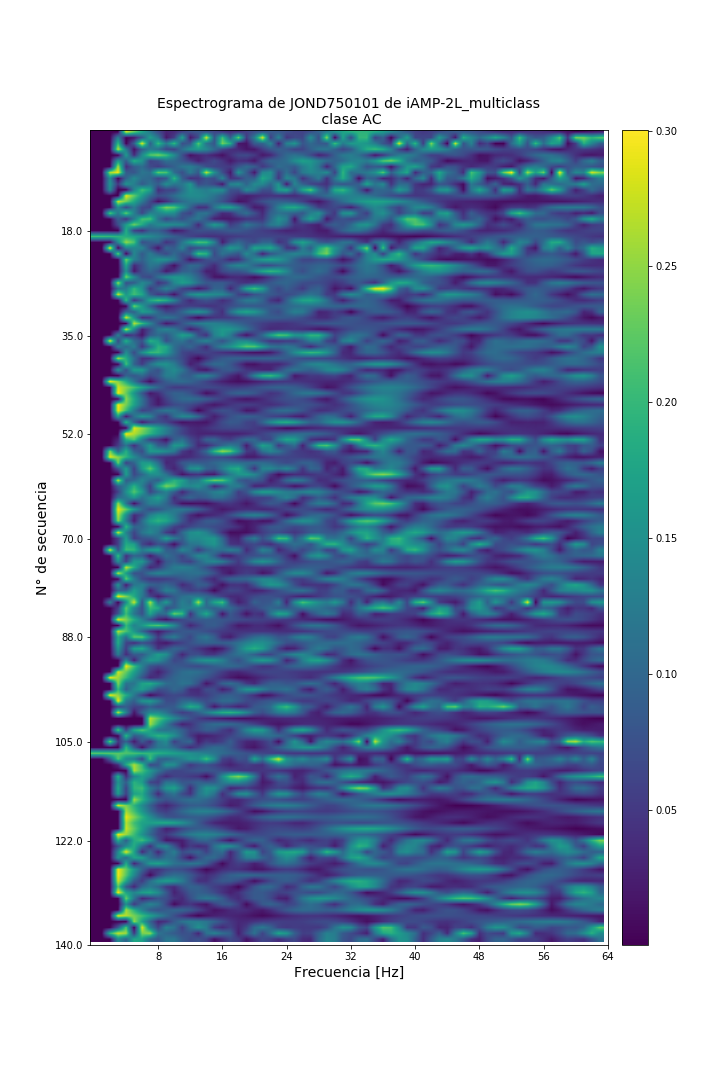 Espectrograma de JOND750101 de iAMP-2L_multiclass
clase AC
N° de secuencia
18.0
35.0
52.0
70.0
88.0
105.0
122.0
140.0
8 16 24 32 40 48 56 64
Frecuencia [Hz]
0.30
0.25
0.20
0.15
0.10
0.05